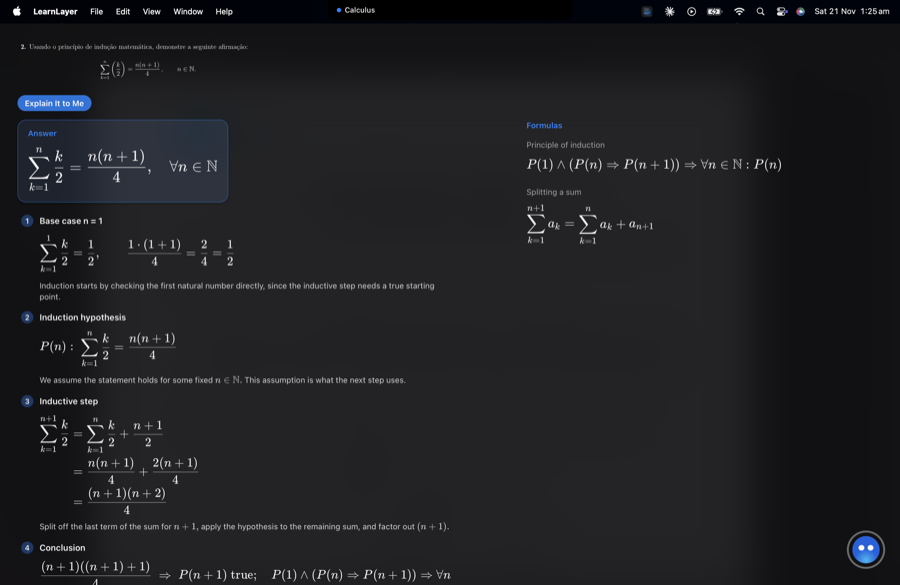 LearnLayer File Edit View Window Help
Calculus
Sat 21 Nov 1:25 am
2. Usando o princípio de indução matemática, demonstre a seguinte afirmação:
∑_{k=1}^{n} (k/2) = n(n+1)/4, n ∈ ℕ.
Explain It to Me
Answer
∑_{k=1}^{n} k/2 = n(n + 1)/4, ∀n ∈ ℕ
1 Base case n = 1
∑_{k=1}^{1} k/2 = 1/2, 1 · (1 + 1)/4 = 2/4 = 1/2
Induction starts by checking the first natural number directly, since the inductive step needs a true starting
point.
2 Induction hypothesis
P(n) : ∑_{k=1}^{n} k/2 = n(n + 1)/4
We assume the statement holds for some fixed n ∈ ℕ. This assumption is what the next step uses.
3 Inductive step
∑_{k=1}^{n+1} k/2 = ∑_{k=1}^{n} k/2 + (n + 1)/2
= n(n + 1)/4 + 2(n + 1)/4
= (n + 1)(n + 2)/4
Split off the last term of the sum for n + 1, apply the hypothesis to the remaining sum, and factor out (n + 1).
4 Conclusion
(n + 1)((n + 1) + 1)/4 ⇒ P(n + 1) true; P(1) ∧ (P(n) ⇒ P(n + 1)) ⇒ ∀n
Formulas
Principle of induction
P(1) ∧ (P(n) ⇒ P(n + 1)) ⇒ ∀n ∈ ℕ : P(n)
Splitting a sum
∑_{k=1}^{n+1} a_k = ∑_{k=1}^{n} a_k + a_{n+1}